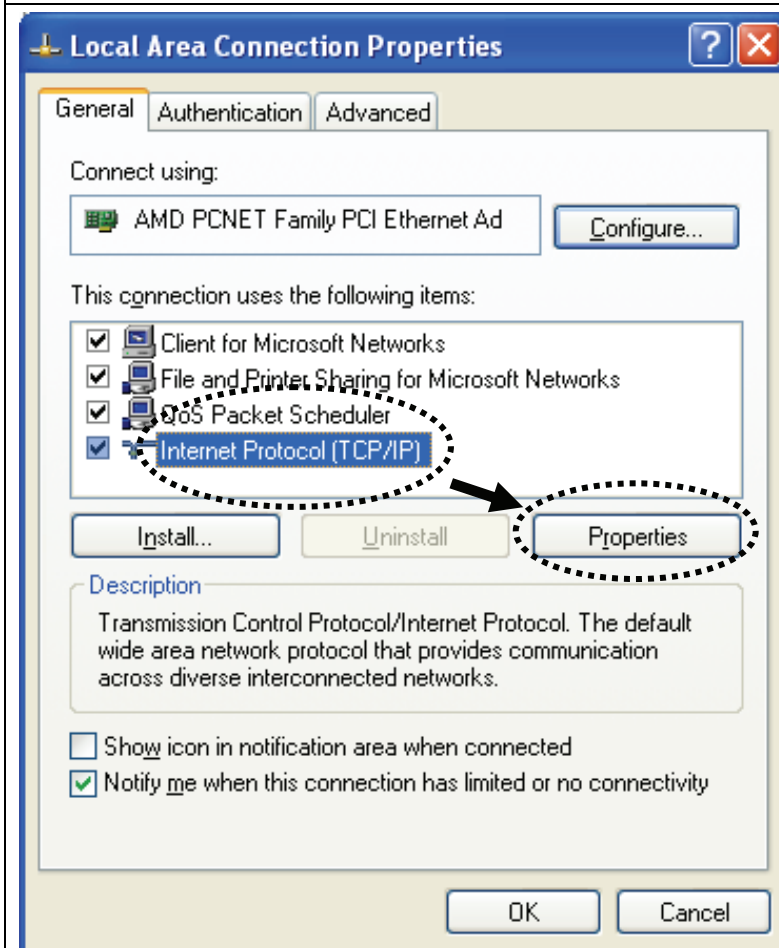 Local Area Connection Properties
General Authentication Advanced
Connect using:
AMD PCNET Family PCI Ethernet Ad
Configure...
This connection uses the following items:
Client for Microsoft Networks
File and Printer Sharing for Microsoft Networks
QoS Packet Scheduler
Internet Protocol (TCP/IP)
Install... Uninstall Properties
Description
Transmission Control Protocol/Internet Protocol. The default
wide area network protocol that provides communication
across diverse interconnected networks.
Show icon in notification area when connected
Notify me when this connection has limited or no connectivity
OK Cancel